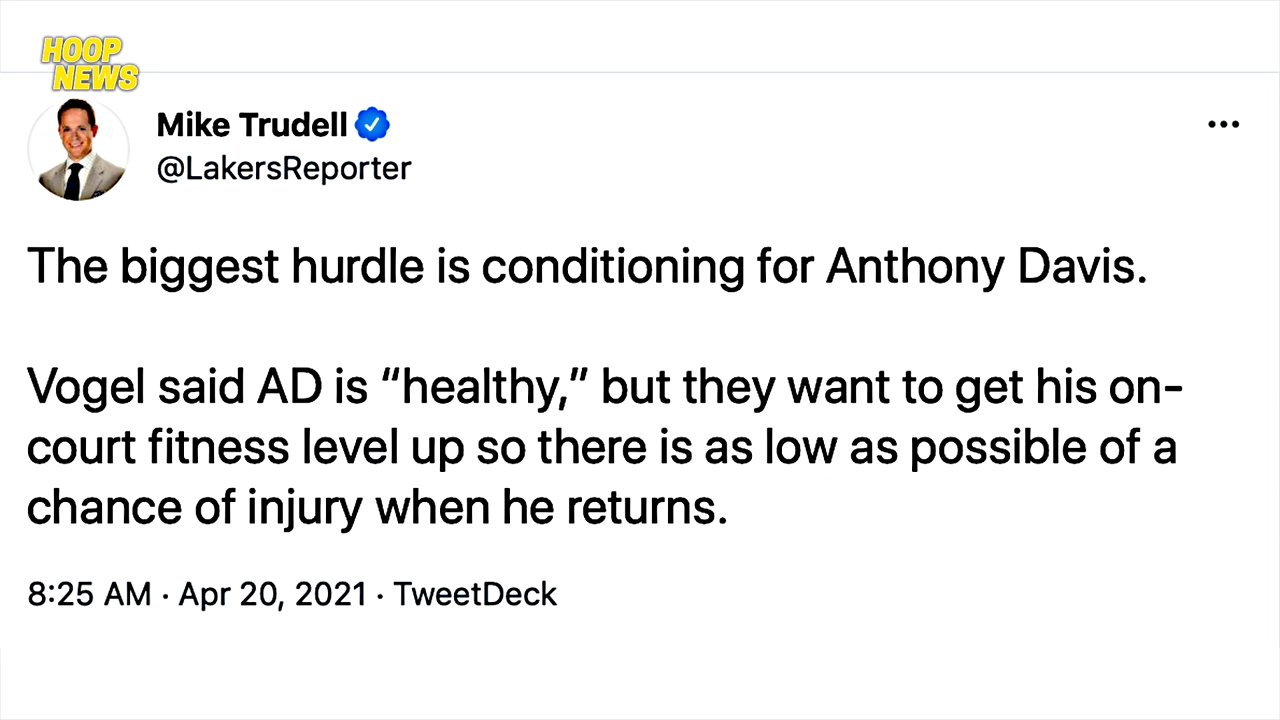 HOOP
NEWS
Mike Trudell
@LakersReporter
The biggest hurdle is conditioning for Anthony Davis.
Vogel said AD is “healthy,” but they want to get his on-
court fitness level up so there is as low as possible of a
chance of injury when he returns.
8:25 AM · Apr 20, 2021 · TweetDeck